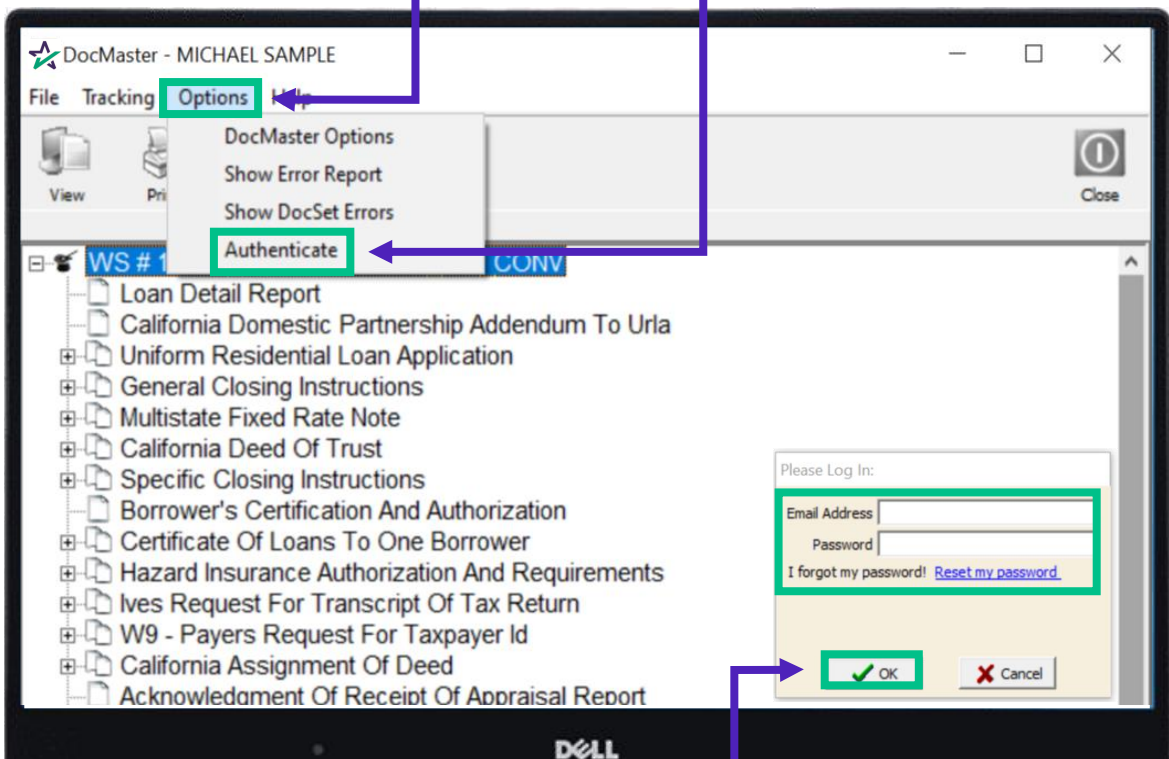 DocMaster - MICHAEL SAMPLE
File Tracking Options
DocMaster Options
Show Error Report
Show DocSet Errors
Authenticate
View
Close
WS # 1 CONV
Loan Detail Report
California Domestic Partnership Addendum To Urla
Uniform Residential Loan Application
General Closing Instructions
Multistate Fixed Rate Note
California Deed Of Trust
Specific Closing Instructions
Borrower's Certification And Authorization
Certificate Of Loans To One Borrower
Hazard Insurance Authorization And Requirements
Ives Request For Transcript Of Tax Return
W9 - Payers Request For Taxpayer Id
California Assignment Of Deed
Acknowledgment Of Receipt Of Appraisal Report
Please Log In:
Email Address
Password
I forgot my password! Reset my password
OK Cancel
DELL